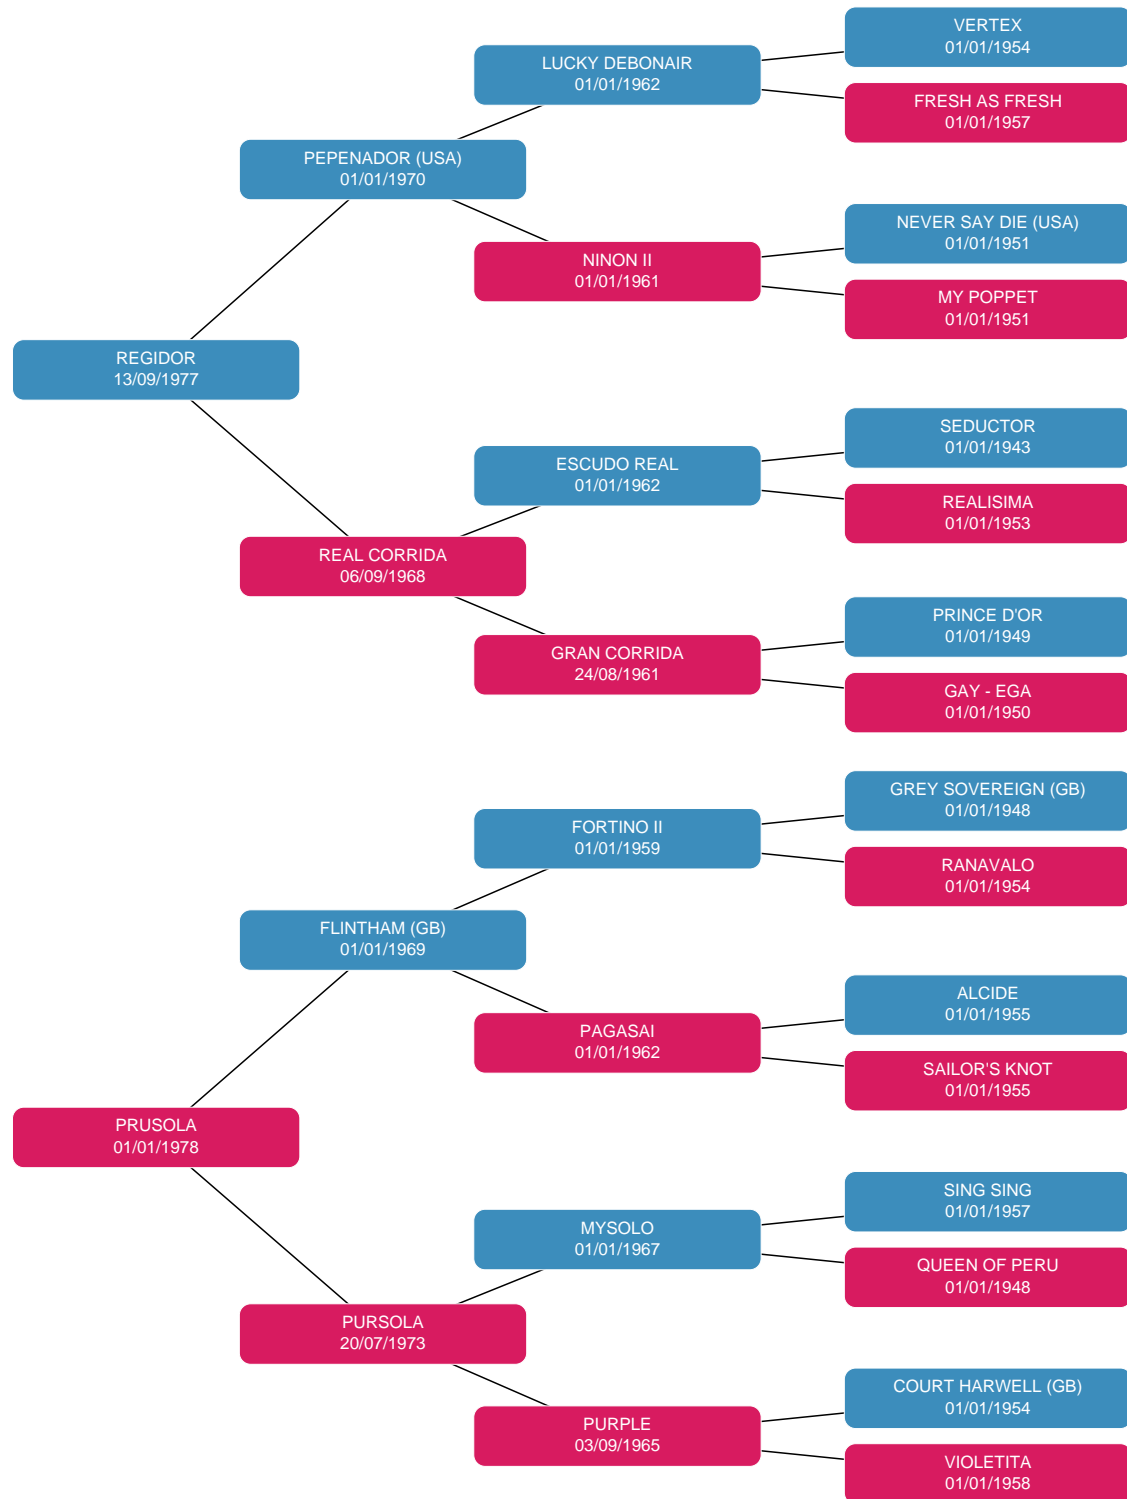 VERTEX
01/01/1954
LUCKY DEBONAIR
01/01/1962
FRESH AS FRESH
01/01/1957
PEPENADOR (USA)
01/01/1970
NEVER SAY DIE (USA)
01/01/1951
NINON II
01/01/1961
MY POPPET
01/01/1951
REGIDOR
13/09/1977
SEDUCTOR
01/01/1943
ESCUDO REAL
01/01/1962
REALISIMA
01/01/1953
REAL CORRIDA
06/09/1968
PRINCE D'OR
01/01/1949
GRAN CORRIDA
24/08/1961
GAY - EGA
01/01/1950
GREY SOVEREIGN (GB)
01/01/1948
FORTINO II
01/01/1959
RANAVALO
01/01/1954
FLINTHAM (GB)
01/01/1969
ALCIDE
01/01/1955
PAGASAI
01/01/1962
SAILOR'S KNOT
01/01/1955
PRUSOLA
01/01/1978
SING SING
01/01/1957
MYSOLO
01/01/1967
QUEEN OF PERU
01/01/1948
PURSOLA
20/07/1973
COURT HARWELL (GB)
01/01/1954
PURPLE
03/09/1965
VIOLETITA
01/01/1958